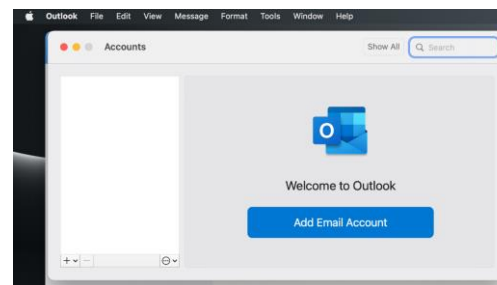 Outlook File Edit View Message Format Tools Window Help
Accounts Show All Search
O
Welcome to Outlook
Add Email Account